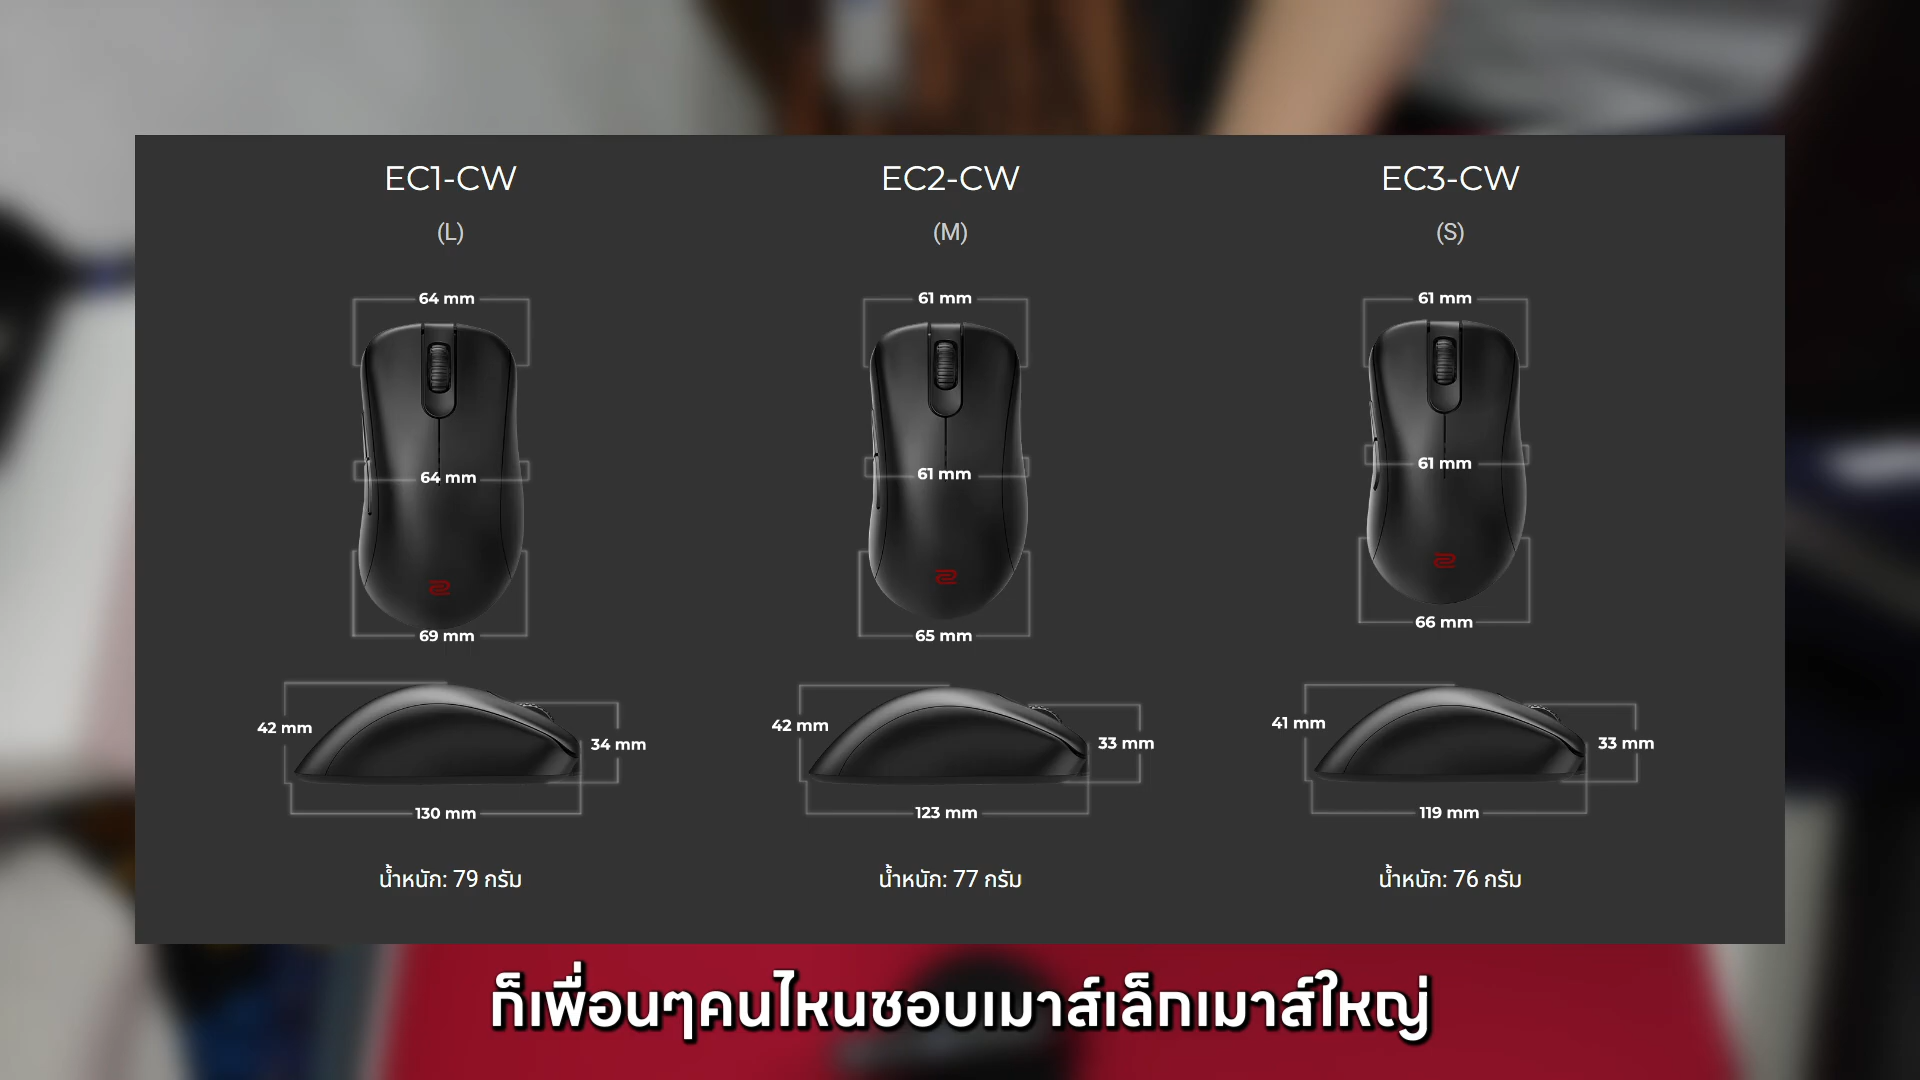 EC1-CW
(L)
64 mm
64 mm
69 mm
42 mm
34 mm
130 mm
น้ำหนัก: 79 กรัม
EC2-CW
(M)
61 mm
61 mm
65 mm
42 mm
33 mm
123 mm
น้ำหนัก: 77 กรัม
EC3-CW
(S)
61 mm
61 mm
66 mm
41 mm
33 mm
119 mm
น้ำหนัก: 76 กรัม
ก็เพื่อนๆคนไหนชอบเมาส์เล็กเมาส์ใหญ่